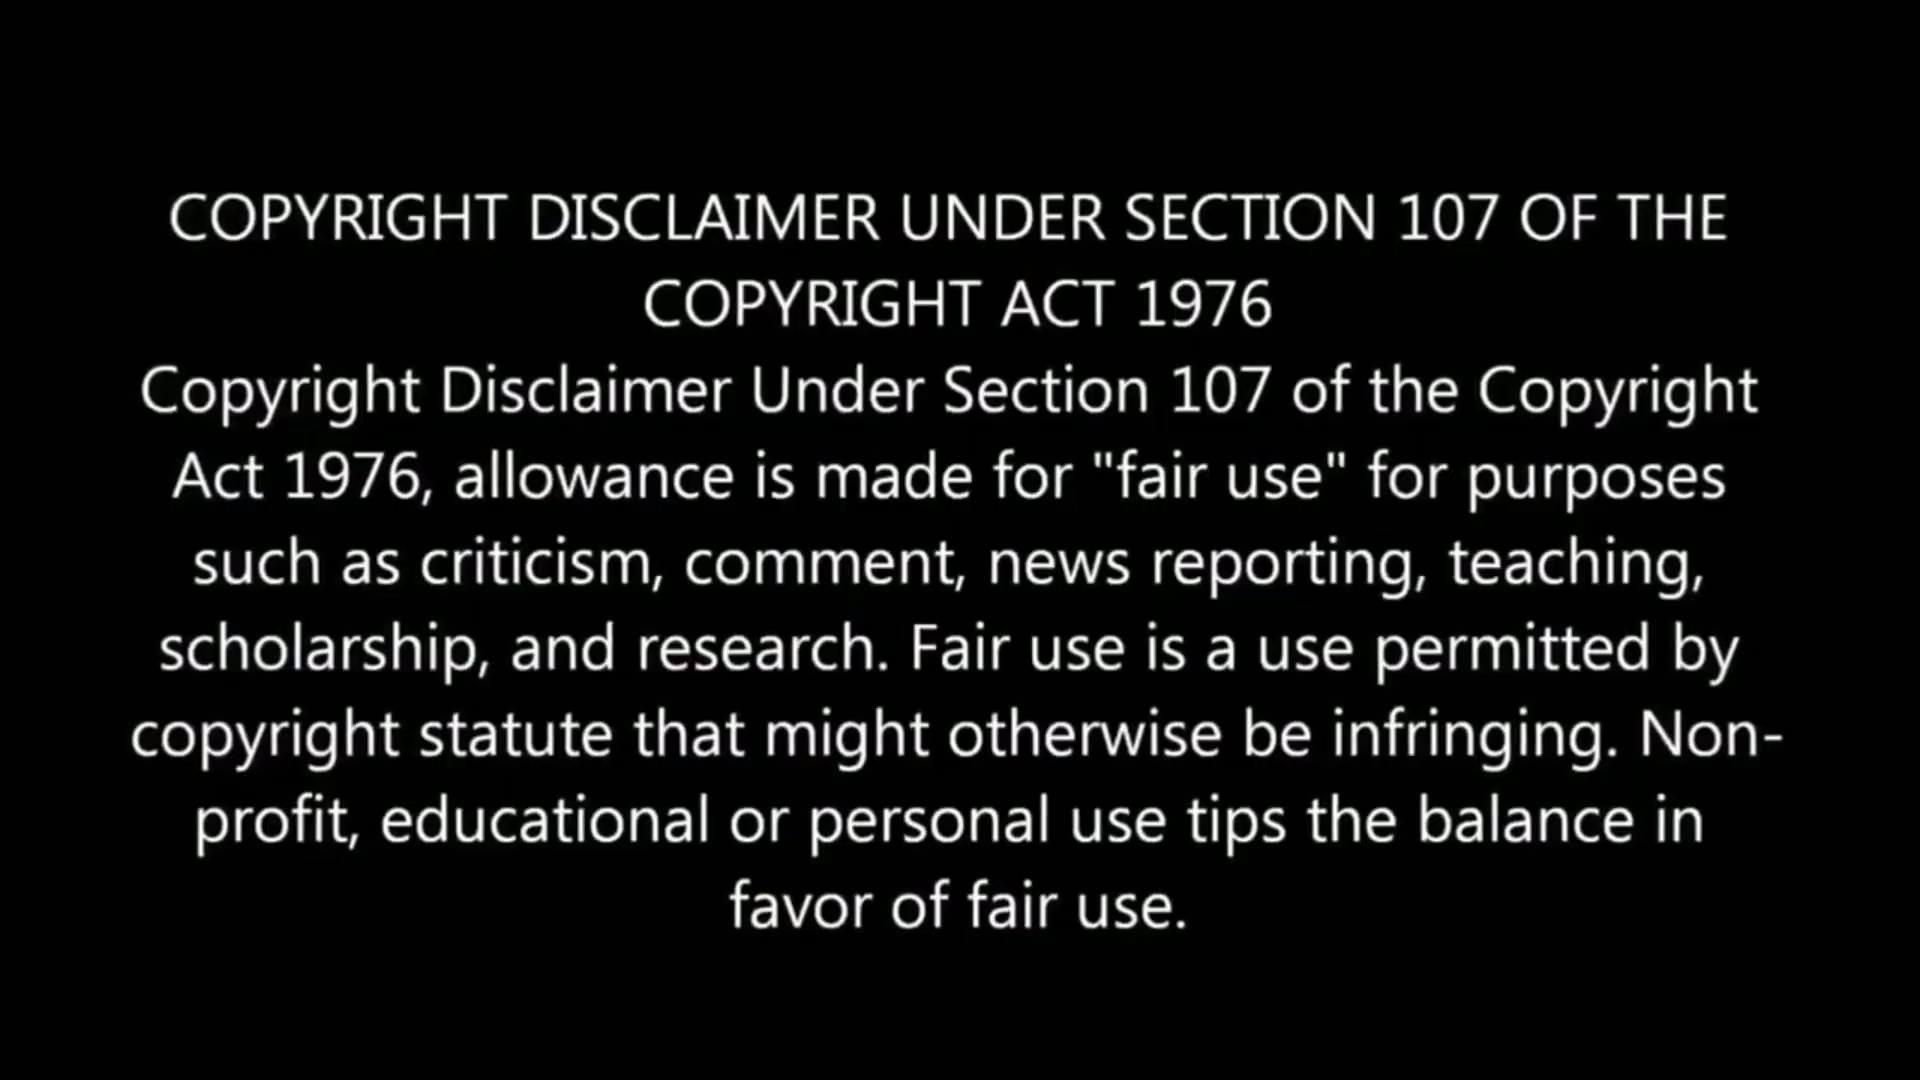 COPYRIGHT DISCLAIMER UNDER SECTION 107 OF THE
COPYRIGHT ACT 1976
Copyright Disclaimer Under Section 107 of the Copyright
Act 1976, allowance is made for "fair use" for purposes
such as criticism, comment, news reporting, teaching,
scholarship, and research. Fair use is a use permitted by
copyright statute that might otherwise be infringing. Non-
profit, educational or personal use tips the balance in
favor of fair use.